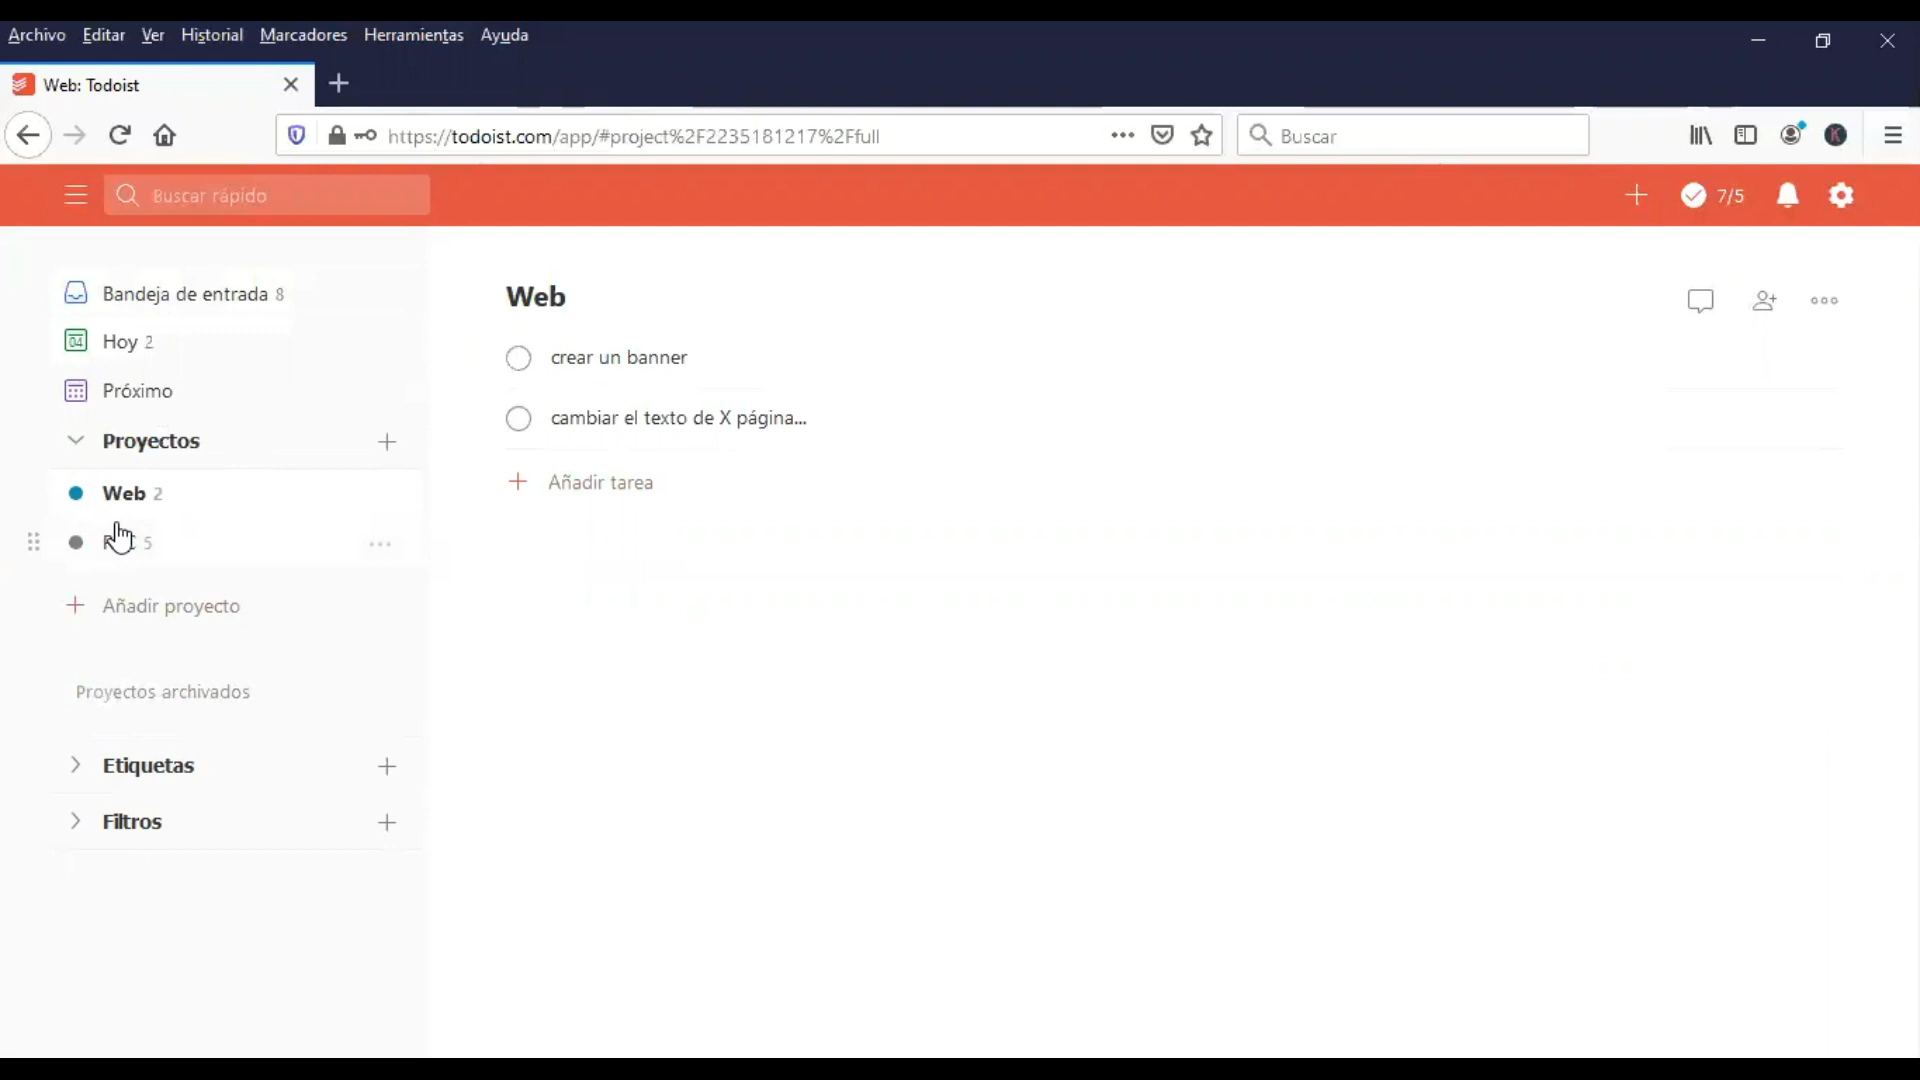 Archivo Editar Ver Historial Marcadores Herramientas Ayuda
Web: Todoist
https://todoist.com/app/#project%2F2235181217%2Ffull
Buscar
K
Buscar rápido
7/5
Bandeja de entrada 8
04
Hoy 2
Próximo
Proyectos
Web 2
5
Añadir proyecto
Proyectos archivados
Etiquetas
Filtros
Web
crear un banner
cambiar el texto de X página...
Añadir tarea